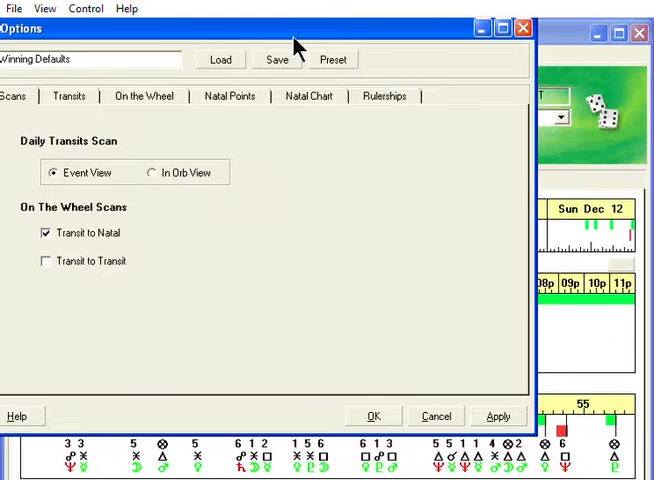 File View Control Help
Options
Winning Defaults Load Save Preset
Scans Transits On the Wheel Natal Points Natal Chart Rulerships
T
Daily Transits Scan
Event View In Orb View
On The Wheel Scans
Sun Dec 12
Transit to Natal
Transit to Transit
08p 09p 10p 11p
55
Help OK Cancel Apply
3 3 5 5 6 1 2 1 5 6 6 1 3 5 5 1 1 4 2 6